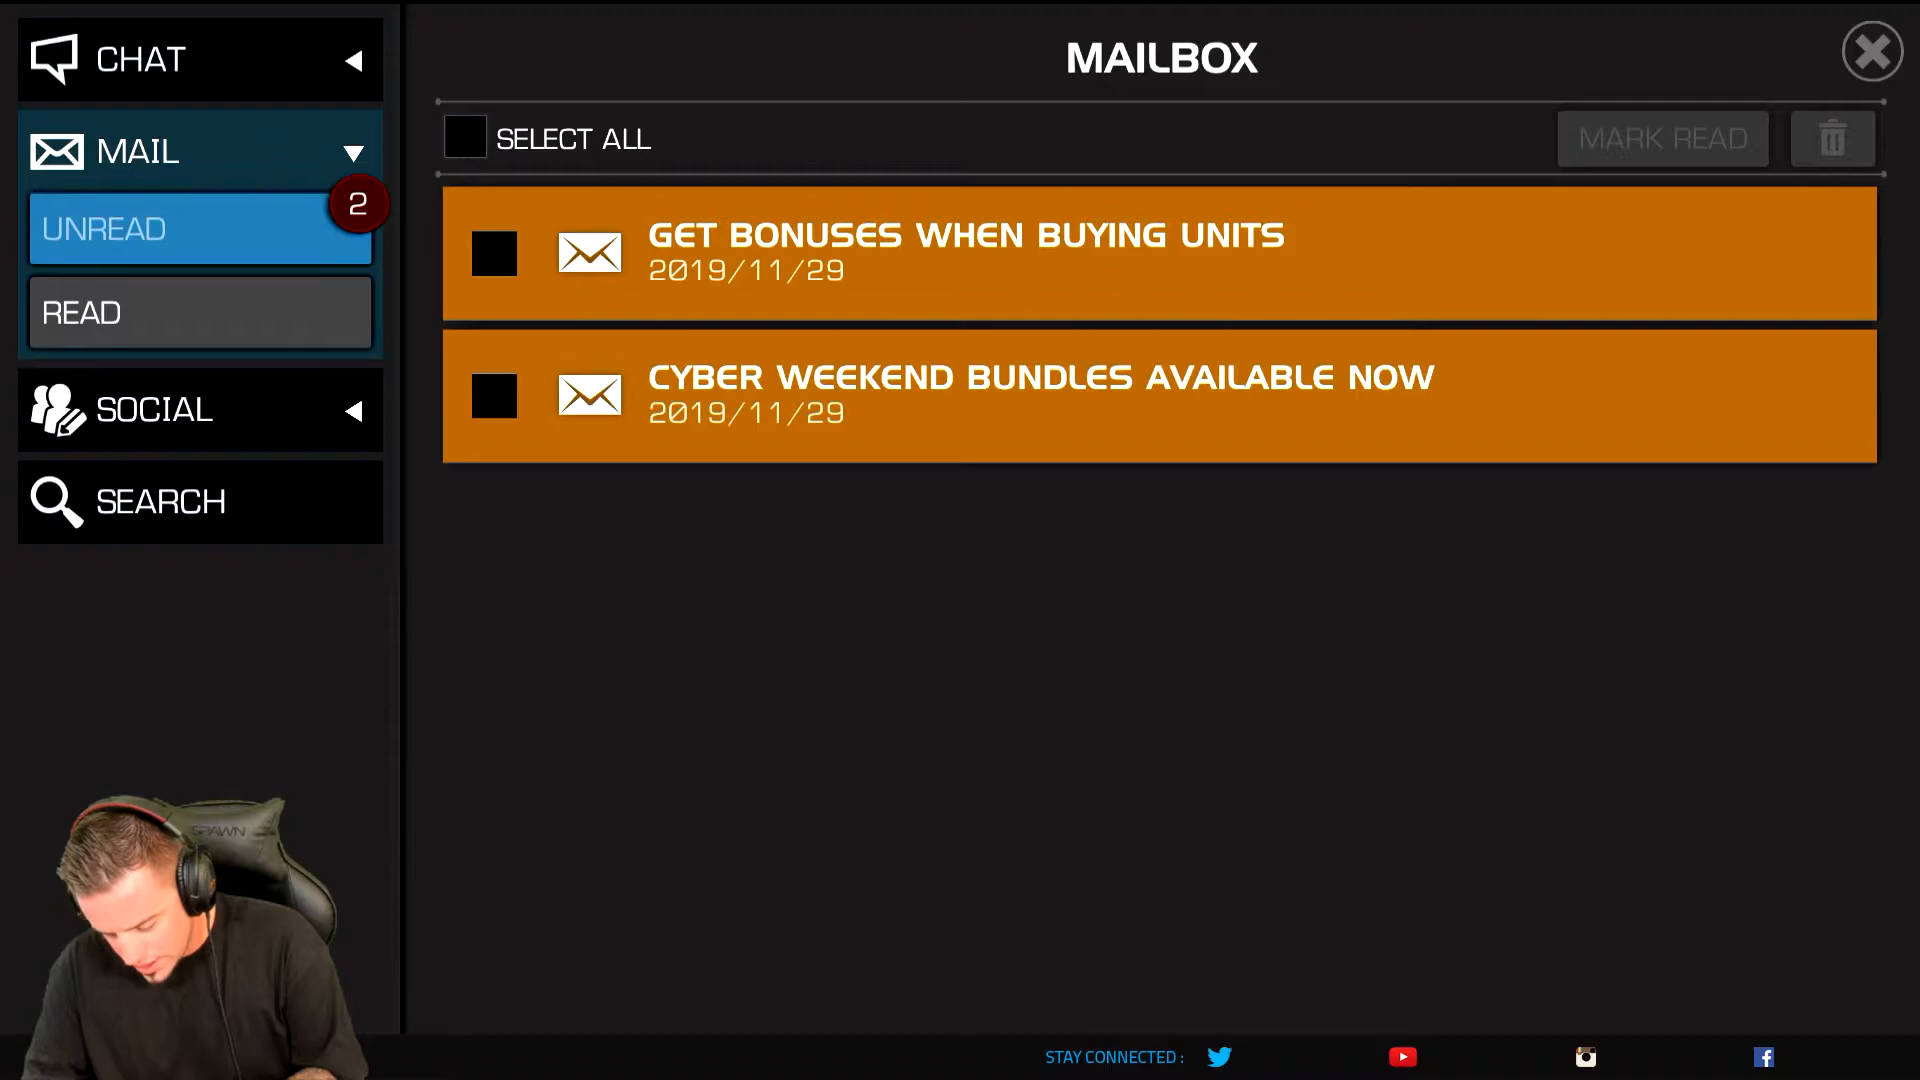 CHAT
MAIL
2
UNREAD
READ
SOCIAL
SEARCH
MAILBOX
SELECT ALL
MARK READ
GET BONUSES WHEN BUYING UNITS
2019/11/29
CYBER WEEKEND BUNDLES AVAILABLE NOW
2019/11/29
SPAWN
STAY CONNECTED :